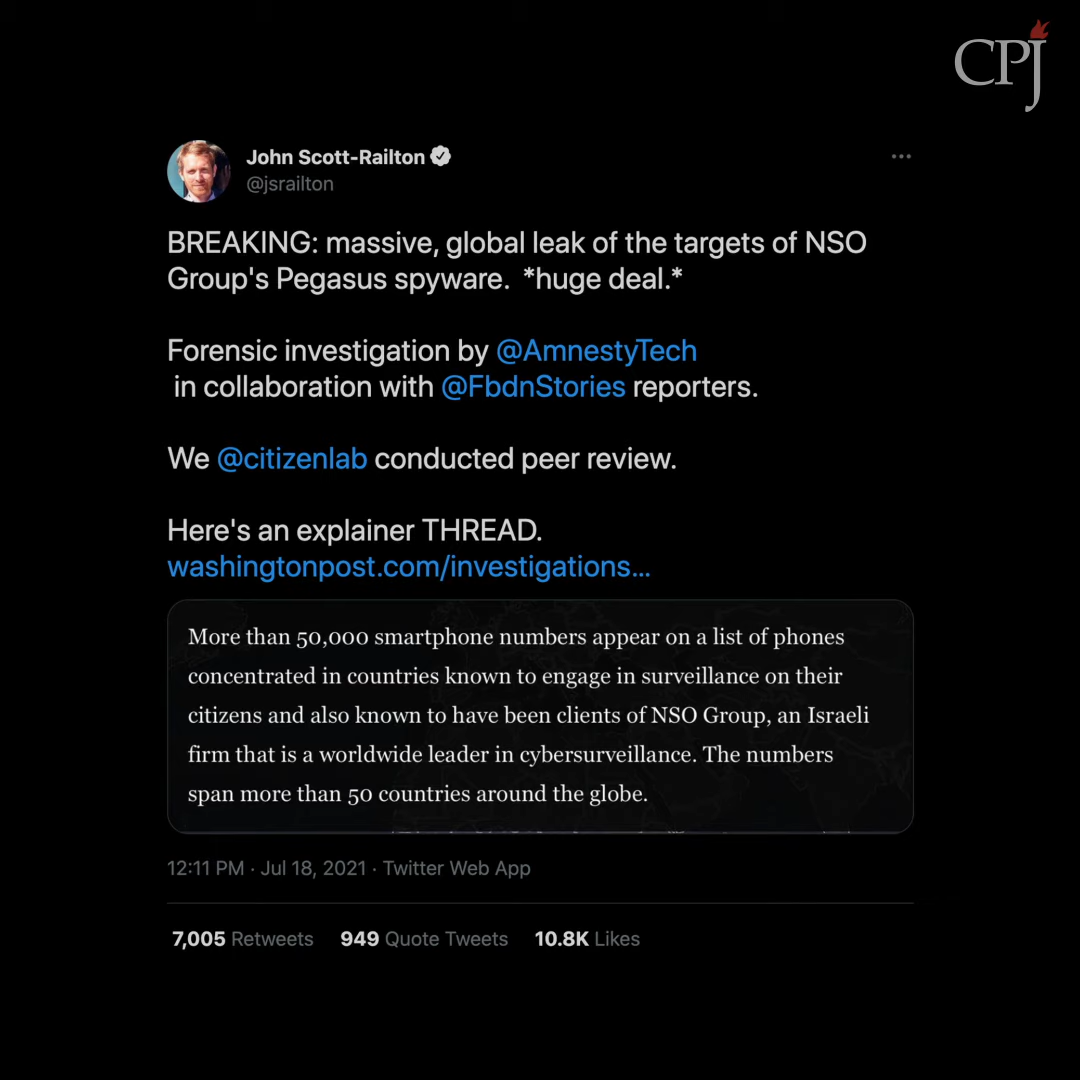 CPJ
John Scott-Railton
@jsrailton
BREAKING: massive, global leak of the targets of NSO
Group's Pegasus spyware.  *huge deal.*
Forensic investigation by @AmnestyTech
in collaboration with @FbdnStories reporters.
We @citizenlab conducted peer review.
Here's an explainer THREAD.
washingtonpost.com/investigations...
More than 50,000 smartphone numbers appear on a list of phones
concentrated in countries known to engage in surveillance on their
citizens and also known to have been clients of NSO Group, an Israeli
firm that is a worldwide leader in cybersurveillance. The numbers
span more than 50 countries around the globe.
12:11 PM · Jul 18, 2021 · Twitter Web App
7,005 Retweets 949 Quote Tweets 10.8K Likes